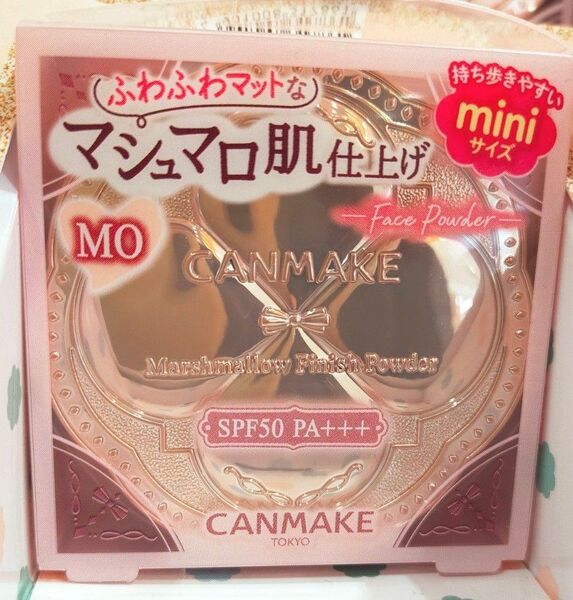 ふわふわマットな
マシュマロ肌仕上げ
持ち歩きやすい
mini
サイズ
Face Powder
MO
CANMAKE
Marshmallow Finish Powder
SPF50 PA+++
CANMAKE
TOKYO